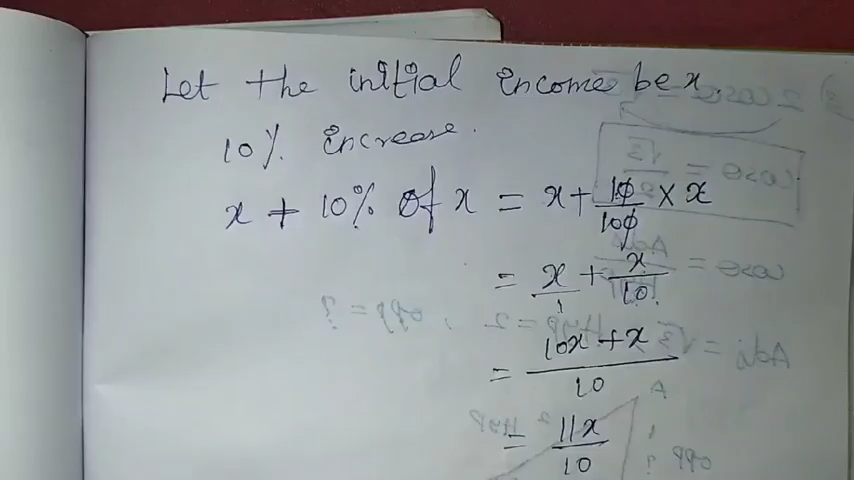 Let the initial income be x.
10% increase.
x + 10% of x = x + 10/100 × x
= x/1 + x/10
= 10x + x / 10
= 11x/10